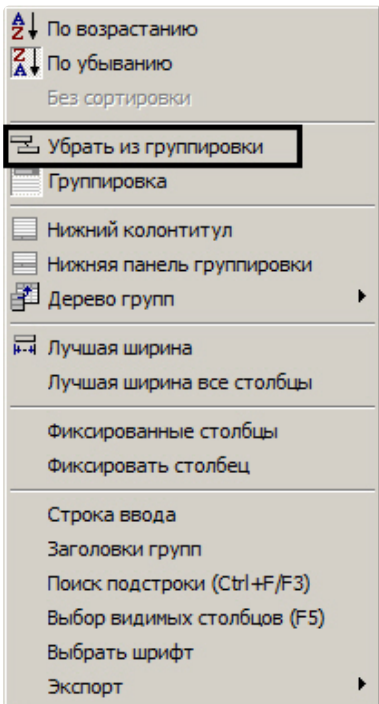 По возрастанию
По убыванию
Без сортировки
Убрать из группировки
Группировка
Нижний колонтитул
Нижняя панель группировки
Дерево групп
Лучшая ширина
Лучшая ширина все столбцы
Фиксированные столбцы
Фиксировать столбец
Строка ввода
Заголовки групп
Поиск подстроки (Ctrl+F/F3)
Выбор видимых столбцов (F5)
Выбрать шрифт
Экспорт